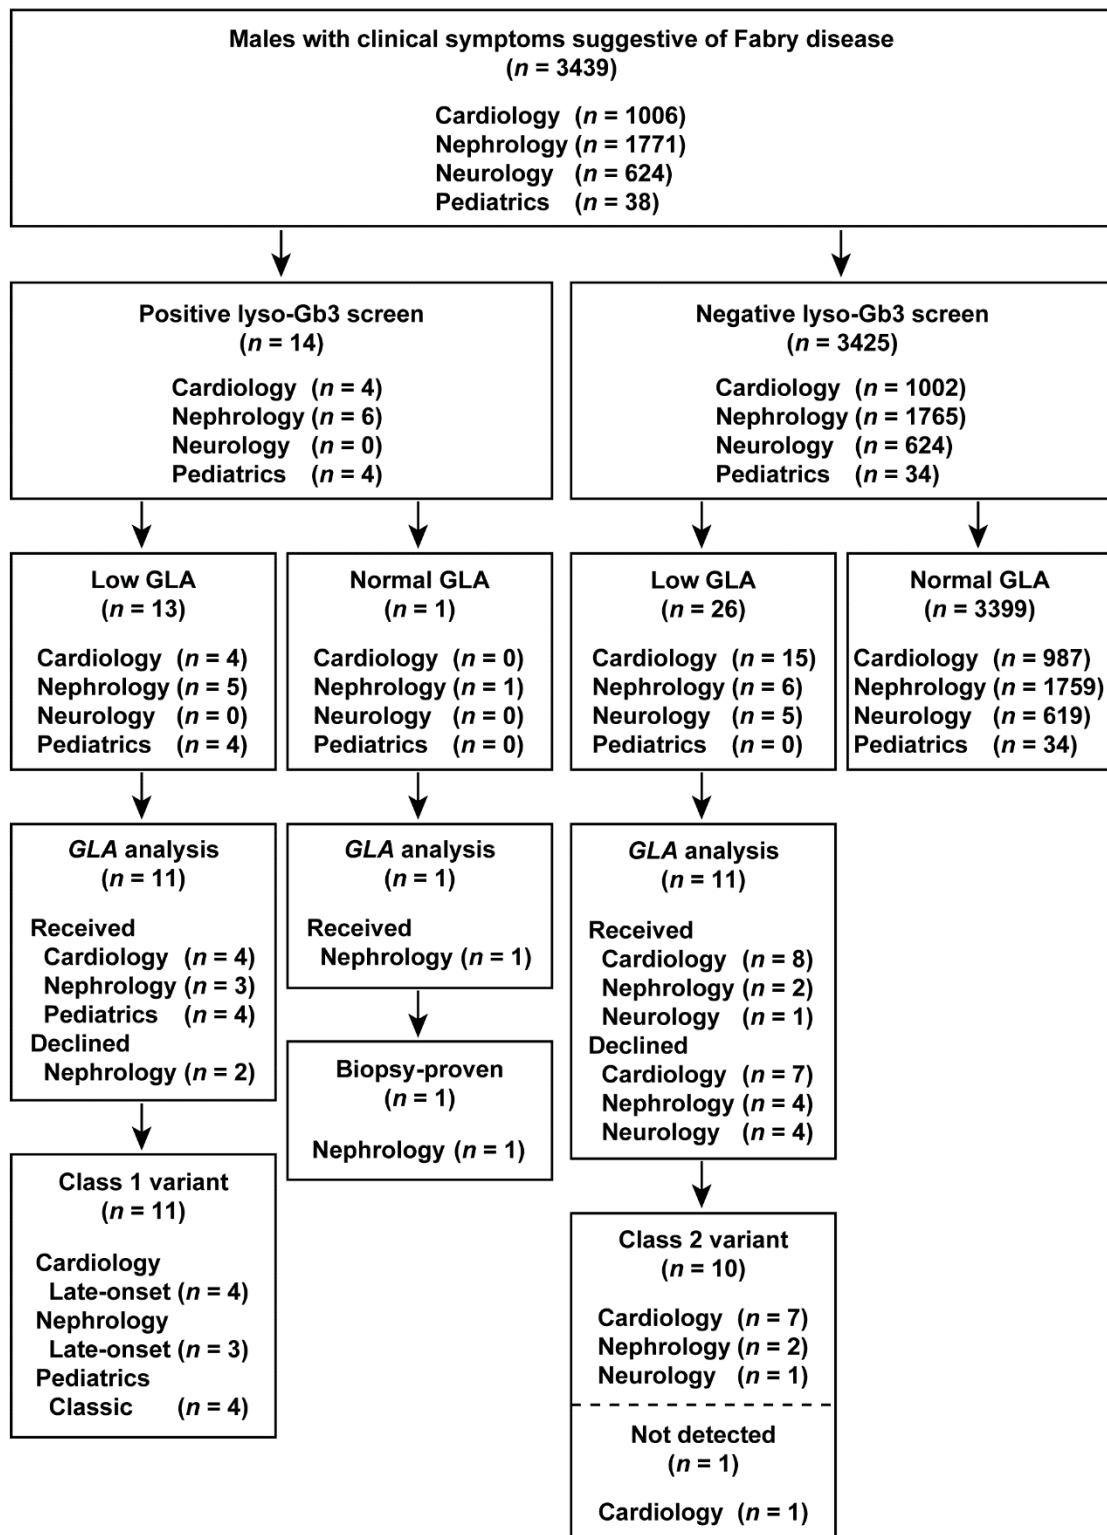 Males with clinical symptoms suggestive of Fabry disease
(n = 3439)
Cardiology (n = 1006)
Nephrology (n = 1771)
Neurology (n = 624)
Pediatrics (n = 38)
Positive lyso-Gb3 screen
(n = 14)
Cardiology (n = 4)
Nephrology (n = 6)
Neurology (n = 0)
Pediatrics (n = 4)
Negative lyso-Gb3 screen
(n = 3425)
Cardiology (n = 1002)
Nephrology (n = 1765)
Neurology (n = 624)
Pediatrics (n = 34)
Low GLA
(n = 13)
Cardiology (n = 4)
Nephrology (n = 5)
Neurology (n = 0)
Pediatrics (n = 4)
Normal GLA
(n = 1)
Cardiology (n = 0)
Nephrology (n = 1)
Neurology (n = 0)
Pediatrics (n = 0)
Low GLA
(n = 26)
Cardiology (n = 15)
Nephrology (n = 6)
Neurology (n = 5)
Pediatrics (n = 0)
Normal GLA
(n = 3399)
Cardiology (n = 987)
Nephrology (n = 1759)
Neurology (n = 619)
Pediatrics (n = 34)
GLA analysis
(n = 11)
Received
Cardiology (n = 4)
Nephrology (n = 3)
Pediatrics (n = 4)
Declined
Nephrology (n = 2)
GLA analysis
(n = 1)
Received
Nephrology (n = 1)
GLA analysis
(n = 11)
Received
Cardiology (n = 8)
Nephrology (n = 2)
Neurology (n = 1)
Declined
Cardiology (n = 7)
Nephrology (n = 4)
Neurology (n = 4)
Biopsy-proven
(n = 1)
Nephrology (n = 1)
Class 1 variant
(n = 11)
Cardiology
Late-onset (n = 4)
Nephrology
Late-onset (n = 3)
Pediatrics
Classic (n = 4)
Class 2 variant
(n = 10)
Cardiology (n = 7)
Nephrology (n = 2)
Neurology (n = 1)
Not detected
(n = 1)
Cardiology (n = 1)